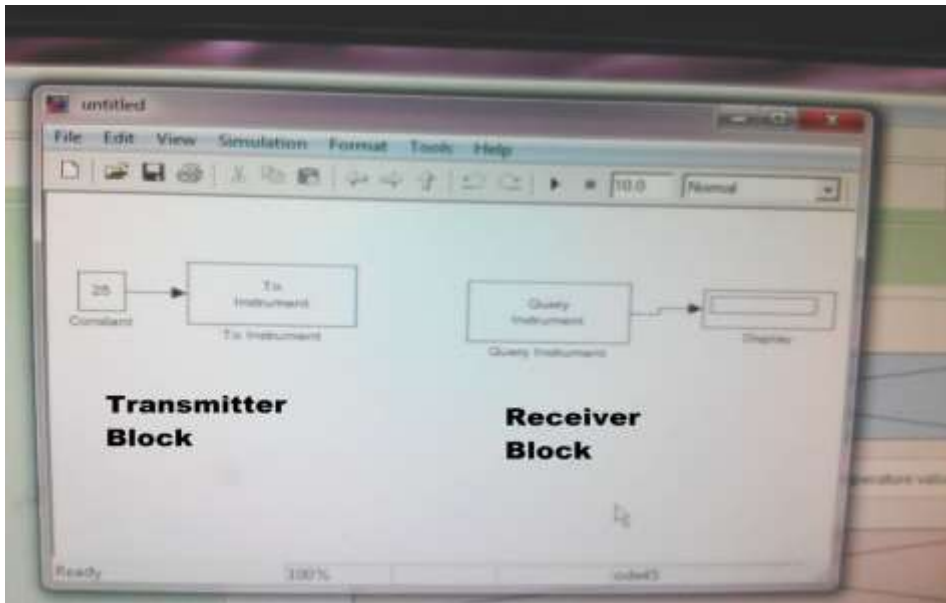 untitled
File Edit View Simulation Format Tools Help
10.0 Normal
25
Constant
Tx
Instrument
Tx Instrument
Query
Instrument
Query Instrument
Display
Transmitter
Block
Receiver
Block
Ready 100% ode45